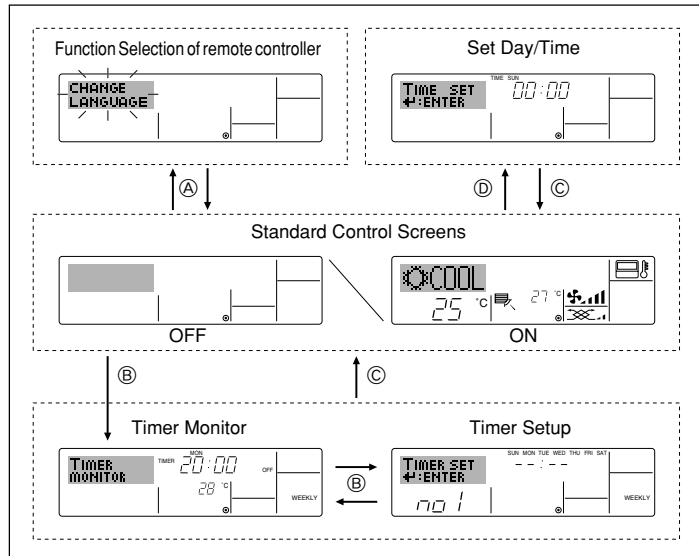 Function Selection of remote controller
CHANGE
LANGUAGE
Set Day/Time
TIME SUN
TIME SET
↵:ENTER
00:00
Ⓐ
Ⓓ
Ⓒ
Standard Control Screens
COOL
25 °C
27 °C
OFF
ON
Ⓑ
Ⓒ
Timer Monitor
TIMER
MONITOR
TIMER
MON
20:00
OFF
28 °C
WEEKLY
Ⓑ
Timer Setup
SUN MON TUE WED THU FRI SAT
TIMER SET
↵:ENTER
--:--
no 1
WEEKLY